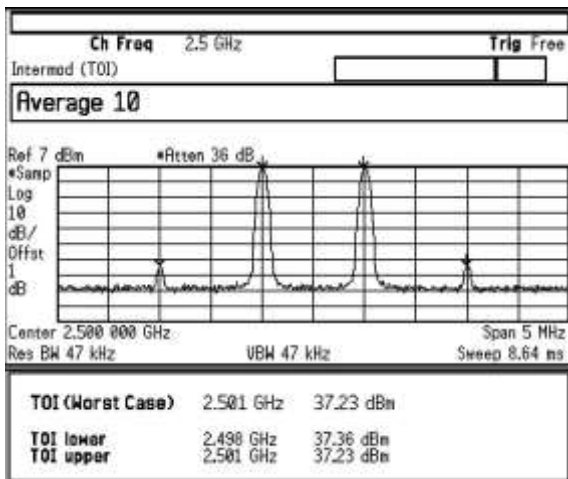 Ch Freq 2.5 GHz Trig Free
Intermod (TOI)
Average 10
Ref 7 dBm *Atten 36 dB
*Samp
Log
10
dB/
Offst
1
dB
Center 2.500 000 GHz Span 5 MHz
Res BW 47 kHz VBW 47 kHz Sweep 8.64 ms
TOI (Worst Case) 2.501 GHz 37.23 dBm
TOI lower 2.498 GHz 37.36 dBm
TOI upper 2.501 GHz 37.23 dBm